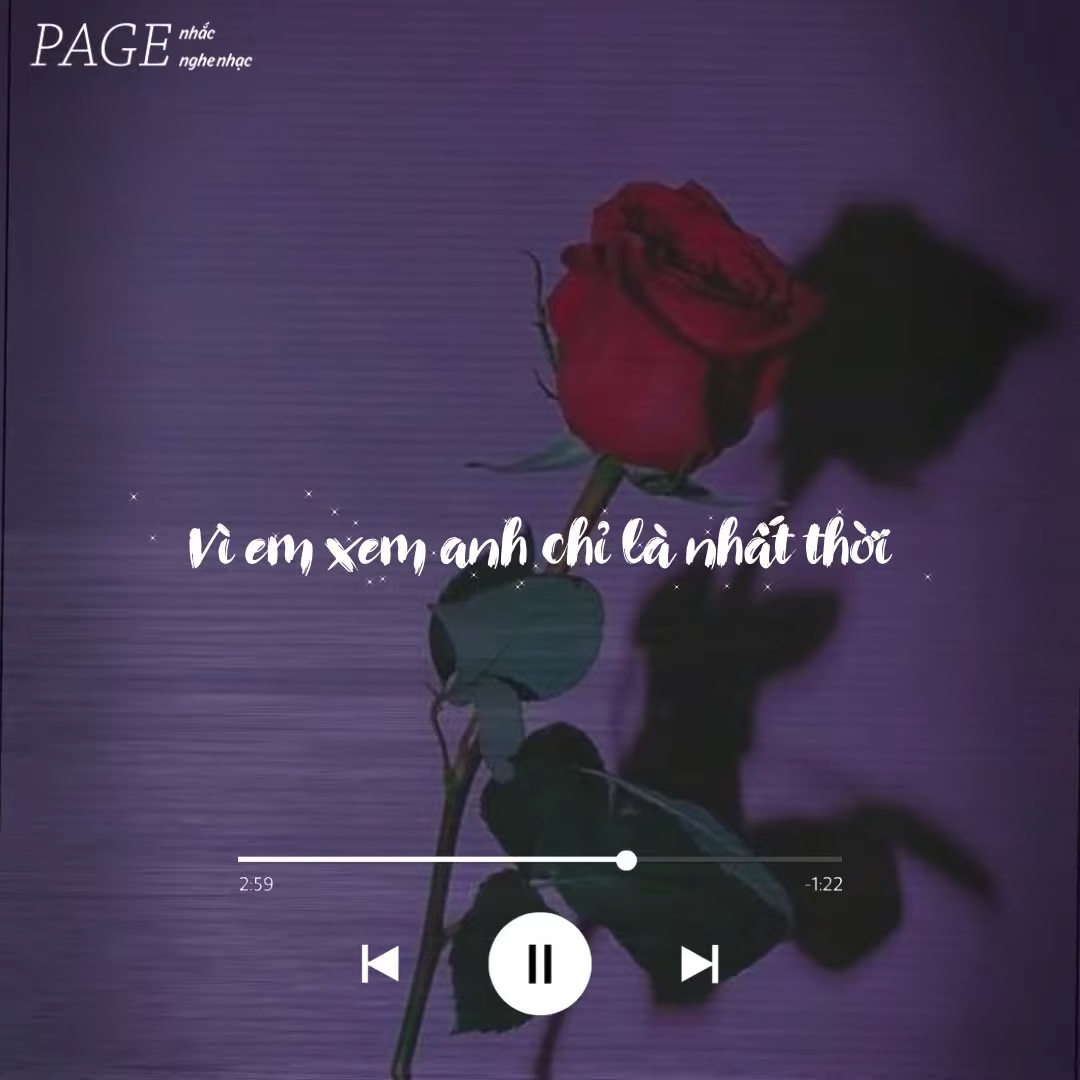 PAGE nhắc
nghe nhạc
Vì em xem anh chỉ là nhất thời
2:59 -1:22